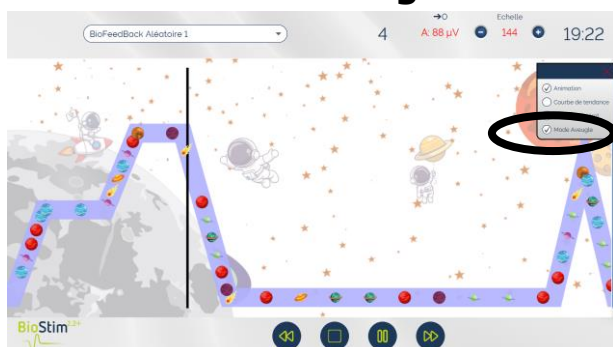 BioFeedBack Aléatoire 1
4
→0
A: 88 µV
Echelle
144
19:22
Animation
Courbe de tendance
Mode Aveugle
BioStim